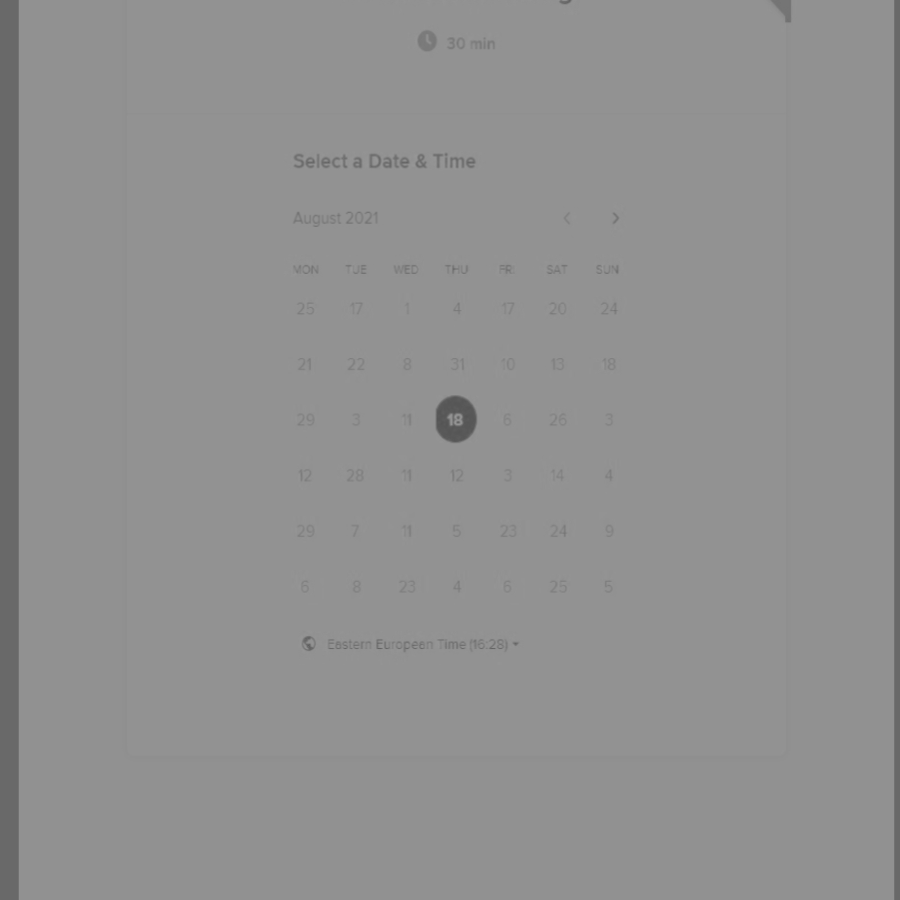 30 min
Select a Date & Time
August 2021
MON TUE WED THU FRI SAT SUN
25 17 1 4 17 20 24
21 22 8 31 10 13 18
29 3 11 18 6 26 3
12 28 11 12 3 14 4
29 7 11 5 23 24 9
6 8 23 4 6 25 5
Eastern European Time (16:28)